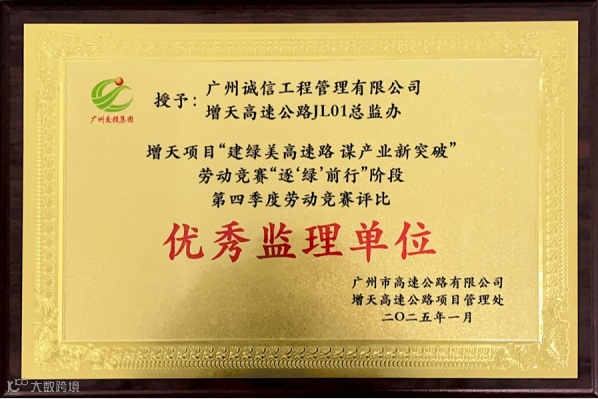 广州交投集团
授予：
广州诚信工程管理有限公司
增天高速公路JL01总监办
增天项目“建绿美高速路 谋产业新突破”
劳动竞赛“逐‘绿’前行”阶段
第四季度劳动竞赛评比
优秀监理单位
广州市高速公路有限公司
增天高速公路项目管理处
二〇二五年一月
大数跨境